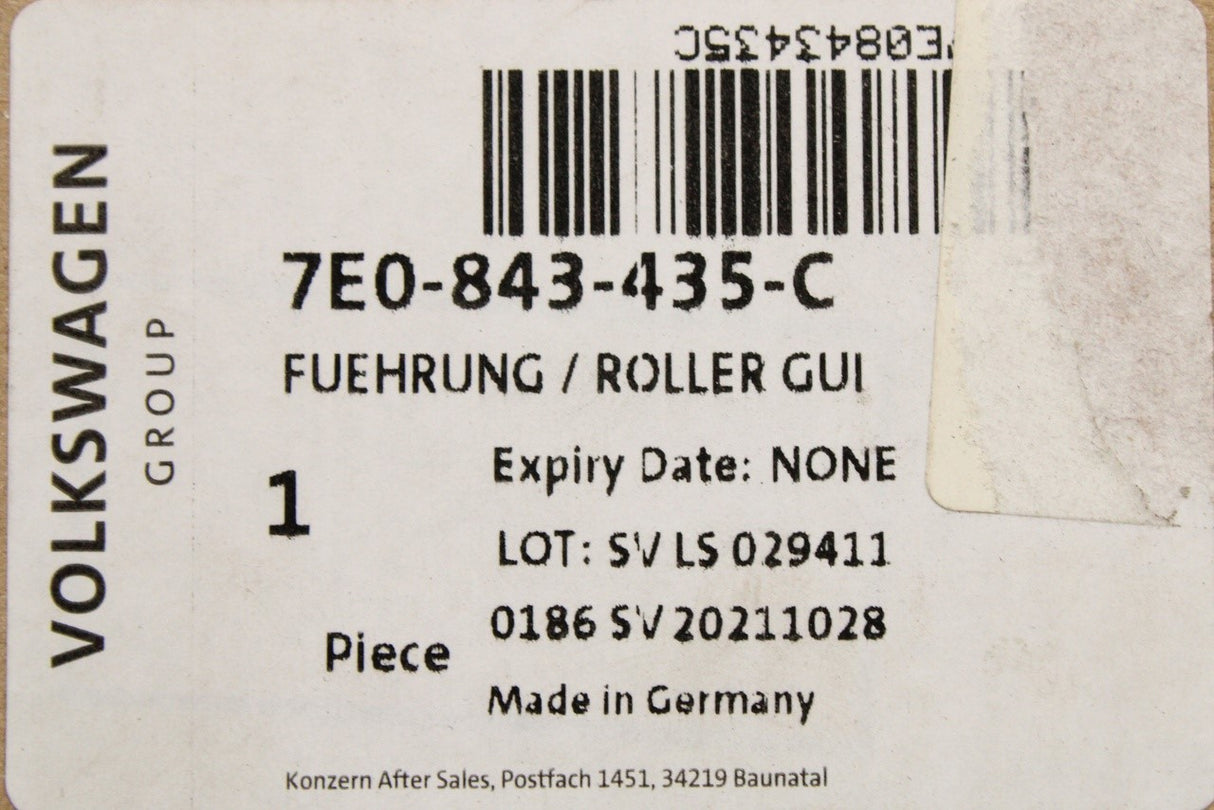 7E0843435C
7E0-843-435-C
FUEHRUNG / ROLLER GUI
1
Piece
Expiry Date: NONE
LOT: SV LS 029411
0186 SV 20211028
Made in Germany
Konzern After Sales, Postfach 1451, 34219 Baunatal
VOLKSWAGEN
GROUP